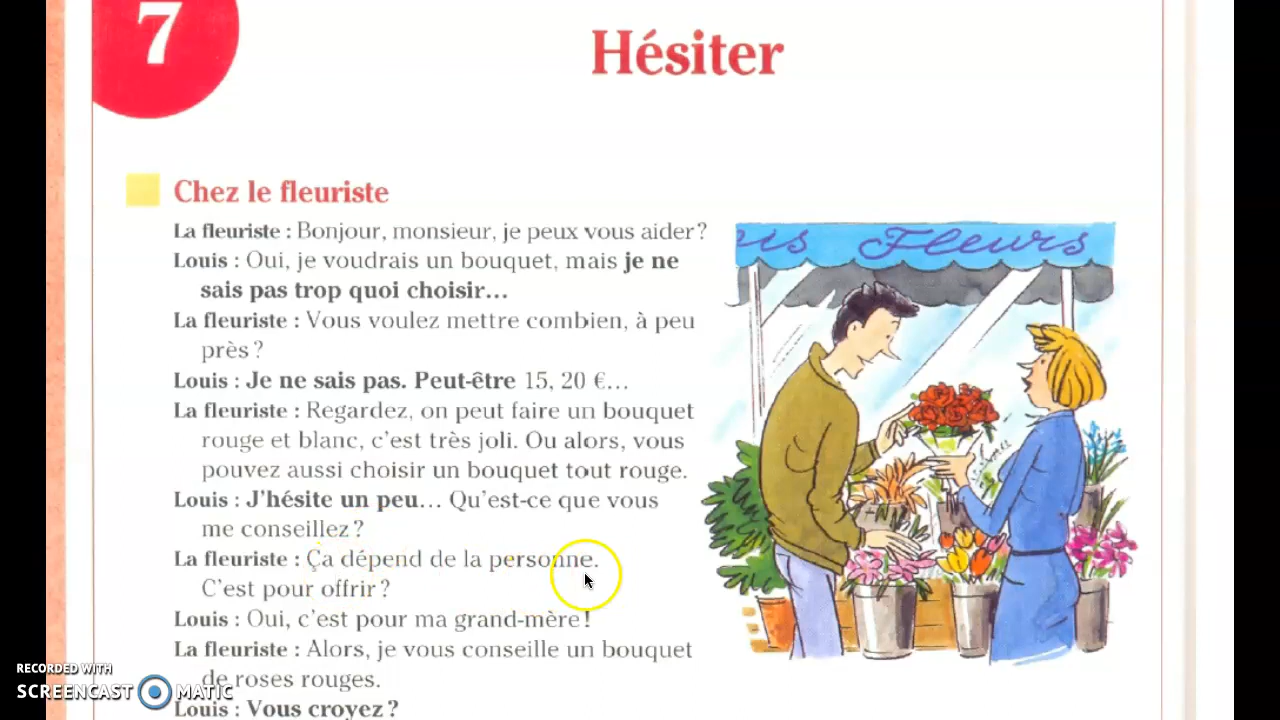 7
Hésiter
Chez le fleuriste
La fleuriste : Bonjour, monsieur, je peux vous aider ?
Louis : Oui, je voudrais un bouquet, mais je ne
sais pas trop quoi choisir…
La fleuriste : Vous voulez mettre combien, à peu
près ?
Louis : Je ne sais pas. Peut-être 15, 20 €…
La fleuriste : Regardez, on peut faire un bouquet
rouge et blanc, c'est très joli. Ou alors, vous
pouvez aussi choisir un bouquet tout rouge.
Louis : J'hésite un peu… Qu'est-ce que vous
me conseillez ?
La fleuriste : Ça dépend de la personne.
C'est pour offrir ?
Louis : Oui, c'est pour ma grand-mère !
La fleuriste : Alors, je vous conseille un bouquet
de roses rouges.
Louis : Vous croyez ?
Fleurs
RECORDED WITH
SCREENCAST MATIC